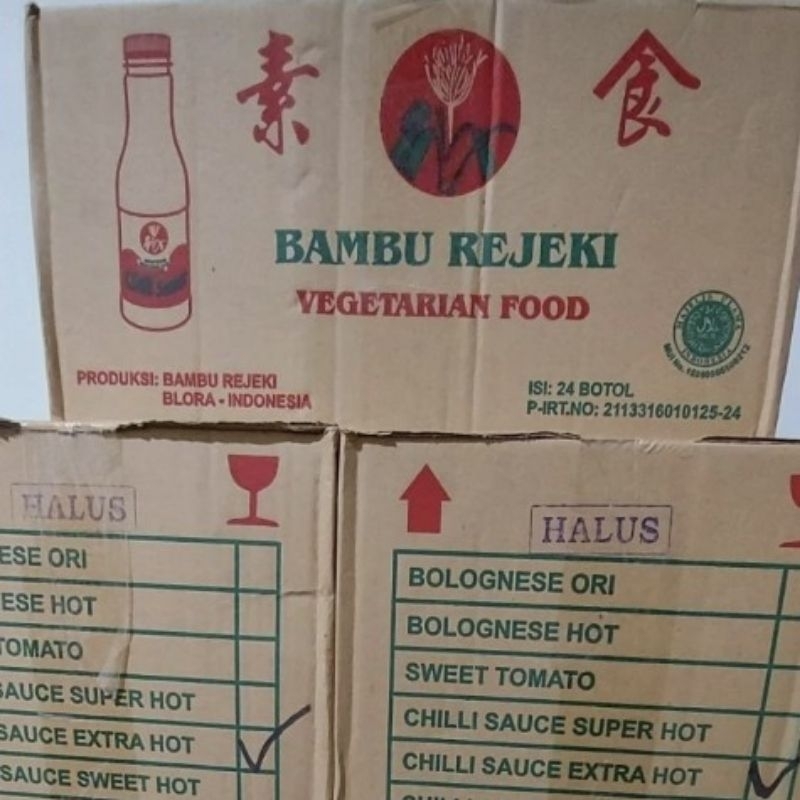 素 食
BAMBU REJEKI
VEGETARIAN FOOD
PRODUKSI: BAMBU REJEKI
BLORA - INDONESIA
ISI: 24 BOTOL
P-IRT.NO: 2113316010125-24
HALUS
ESE ORI
ESE HOT
TOMATO
SAUCE SUPER HOT
SAUCE EXTRA HOT
SAUCE SWEET HOT
HALUS
BOLOGNESE ORI
BOLOGNESE HOT
SWEET TOMATO
CHILLI SAUCE SUPER HOT
CHILLI SAUCE EXTRA HOT